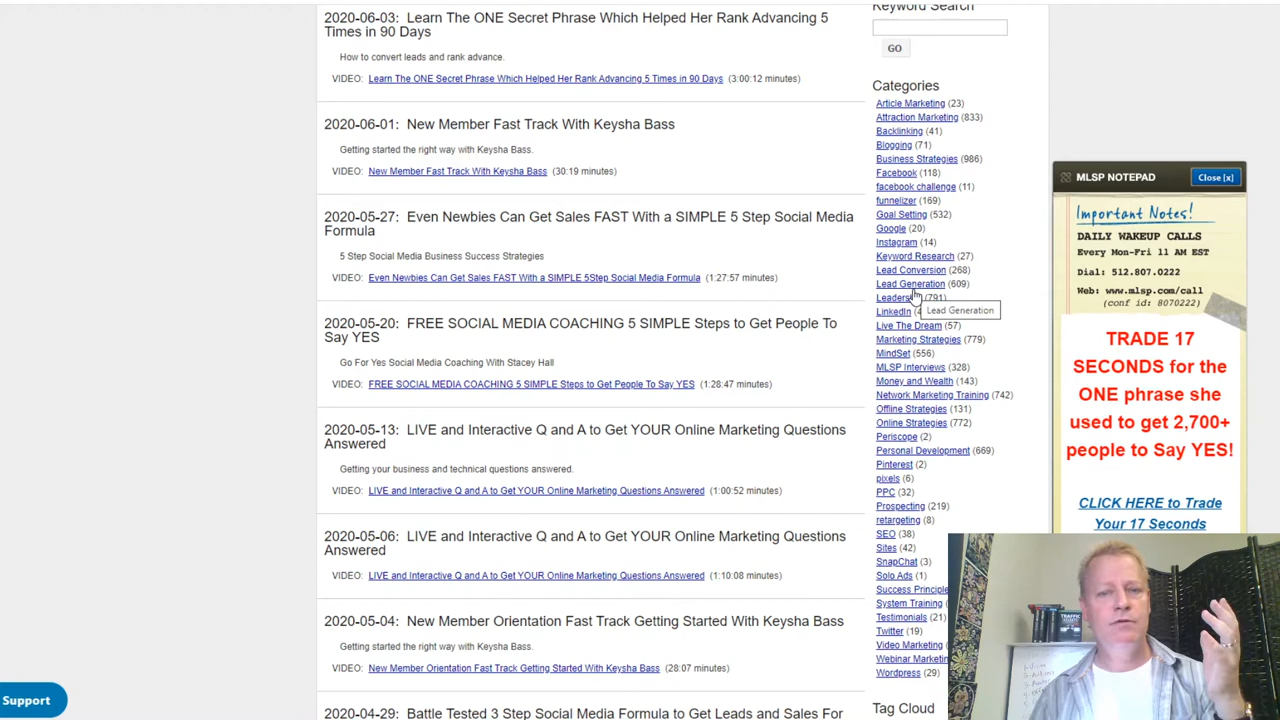 2020-06-03: Learn The ONE Secret Phrase Which Helped Her Rank Advancing 5
Times in 90 Days
How to convert leads and rank advance.
VIDEO: Learn The ONE Secret Phrase Which Helped Her Rank Advancing 5 Times in 90 Days (3:00:12 minutes)
2020-06-01: New Member Fast Track With Keysha Bass
Getting started the right way with Keysha Bass.
VIDEO: New Member Fast Track With Keysha Bass (30:19 minutes)
2020-05-27: Even Newbies Can Get Sales FAST With a SIMPLE 5 Step Social Media
Formula
5 Step Social Media Business Success Strategies
VIDEO: Even Newbies Can Get Sales FAST With a SIMPLE 5Step Social Media Formula (1:27:57 minutes)
2020-05-20: FREE SOCIAL MEDIA COACHING 5 SIMPLE Steps to Get People To
Say YES
Go For Yes Social Media Coaching With Stacey Hall
VIDEO: FREE SOCIAL MEDIA COACHING 5 SIMPLE Steps to Get People To Say YES (1:28:47 minutes)
2020-05-13: LIVE and Interactive Q and A to Get YOUR Online Marketing Questions
Answered
Getting your business and technical questions answered.
VIDEO: LIVE and Interactive Q and A to Get YOUR Online Marketing Questions Answered (1:00:52 minutes)
2020-05-06: LIVE and Interactive Q and A to Get YOUR Online Marketing Questions
Answered
VIDEO: LIVE and Interactive Q and A to Get YOUR Online Marketing Questions Answered (1:10:08 minutes)
2020-05-04: New Member Orientation Fast Track Getting Started With Keysha Bass
Getting started the right way with Keysha Bass.
VIDEO: New Member Orientation Fast Track Getting Started With Keysha Bass (28:07 minutes)
2020-04-29: Battle Tested 3 Step Social Media Formula to Get Leads and Sales For
Support
Keyword Search
GO
Categories
Article Marketing (23)
Attraction Marketing (833)
Backlinking (41)
Blogging (71)
Business Strategies (986)
Facebook (118)
facebook challenge (11)
funnelizer (169)
Goal Setting (532)
Google (20)
Instagram (14)
Keyword Research (27)
Lead Conversion (268)
Lead Generation (609)
Leaders (791)
Lead Generation
LinkedIn
Live The Dream (57)
Marketing Strategies (779)
MindSet (556)
MLSP Interviews (328)
Money and Wealth (143)
Network Marketing Training (742)
Offline Strategies (131)
Online Strategies (772)
Periscope (2)
Personal Development (669)
Pinterest (2)
pixels (6)
PPC (32)
Prospecting (219)
retargeting (8)
SEO (38)
Sites (42)
SnapChat (3)
Solo Ads (1)
Success Principle
System Training
Testimonials (21)
Twitter (19)
Video Marketing
Webinar Marketin
Wordpress (29)
Tag Cloud
MLSP NOTEPAD
Close [x]
Important Notes!
DAILY WAKEUP CALLS
Every Mon-Fri 11 AM EST
Dial: 512.807.0222
Web: www.mlsp.com/call
(conf id: 8070222)
TRADE 17
SECONDS for the
ONE phrase she
used to get 2,700+
people to Say YES!
CLICK HERE to Trade
Your 17 Seconds
TRAFFIC